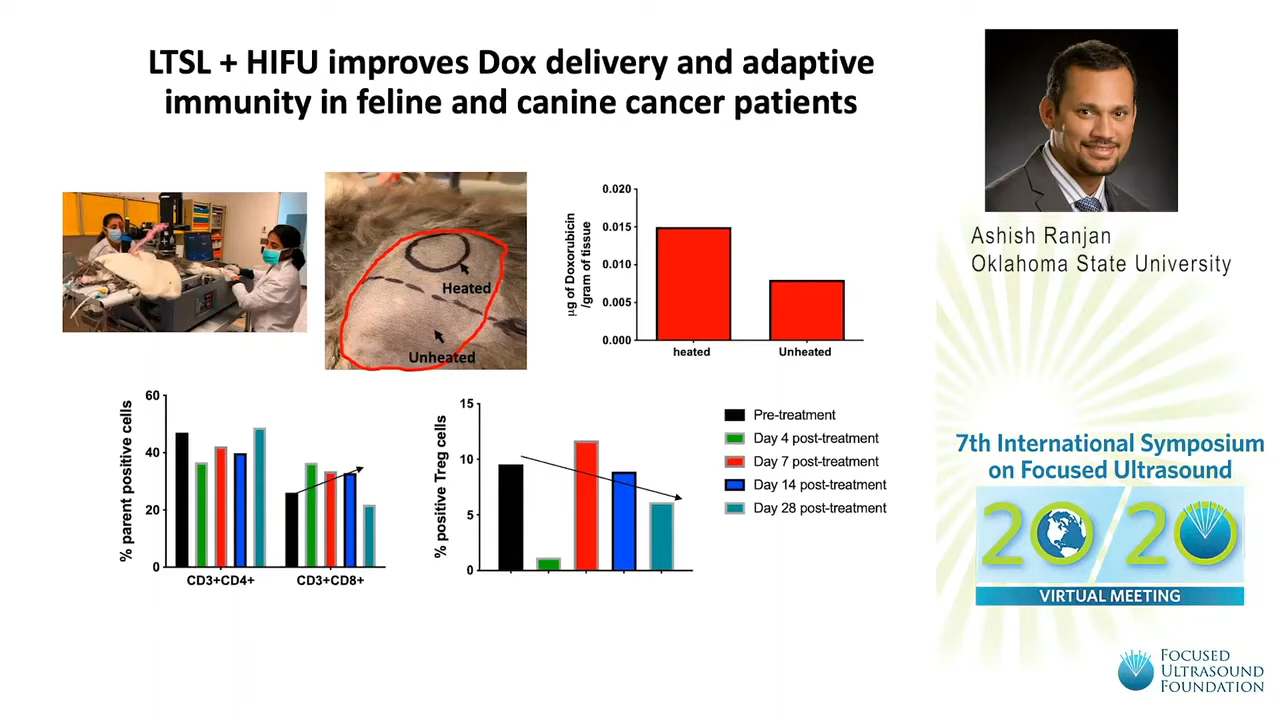 LTSL + HIFU improves Dox delivery and adaptive
immunity in feline and canine cancer patients
Heated
Unheated
µg of Doxorubicin
/gram of tissue
0.020
0.015
0.010
0.005
0.000
heated
Unheated
% parent positive cells
60
40
20
0
CD3+CD4+
CD3+CD8+
% positive Treg cells
15
10
5
0
Pre-treatment
Day 4 post-treatment
Day 7 post-treatment
Day 14 post-treatment
Day 28 post-treatment
Ashish Ranjan
Oklahoma State University
7th International Symposium
on Focused Ultrasound
20/20
VIRTUAL MEETING
FOCUSED
ULTRASOUND
FOUNDATION